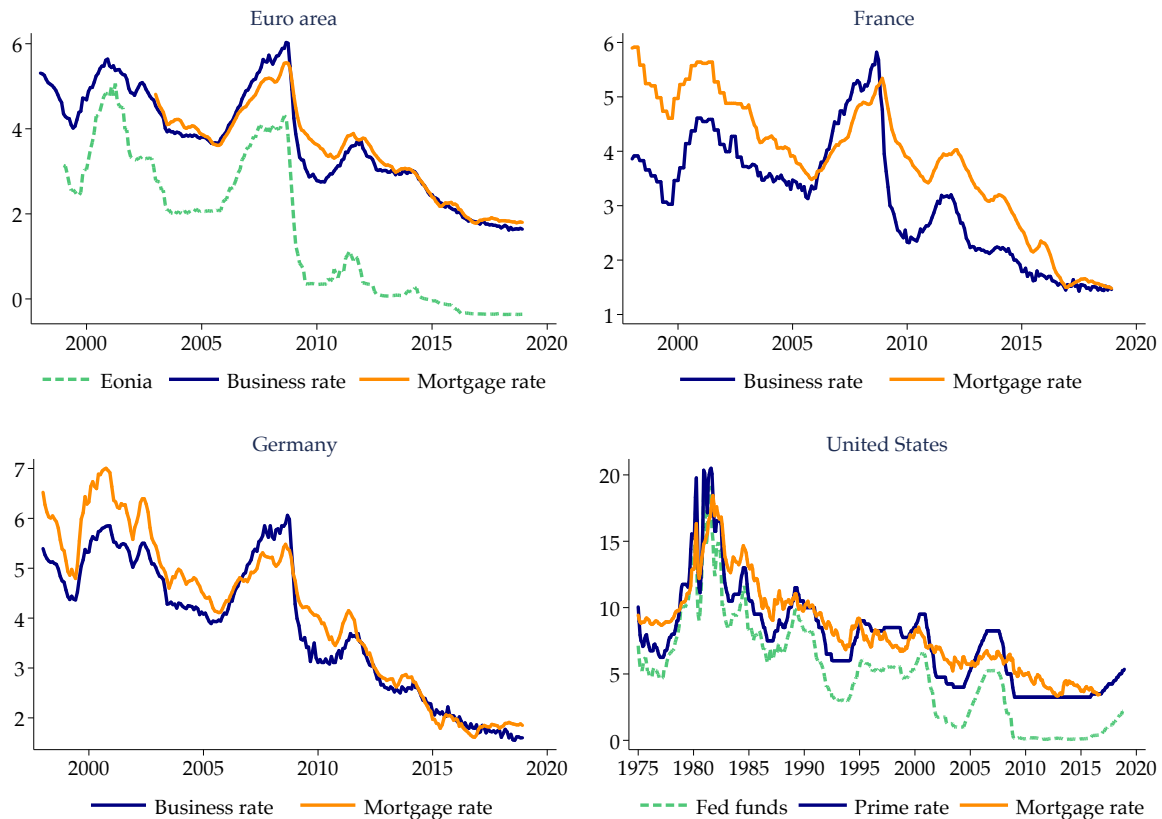 Euro area
6
4
2
0
2000 2005 2010 2015 2020
Eonia Business rate Mortgage rate
France
6
5
4
3
2
1
2000 2005 2010 2015 2020
Business rate Mortgage rate
Germany
7
6
5
4
3
2
2000 2005 2010 2015 2020
Business rate Mortgage rate
United States
20
15
10
5
0
1975 1980 1985 1990 1995 2000 2005 2010 2015 2020
Fed funds Prime rate Mortgage rate